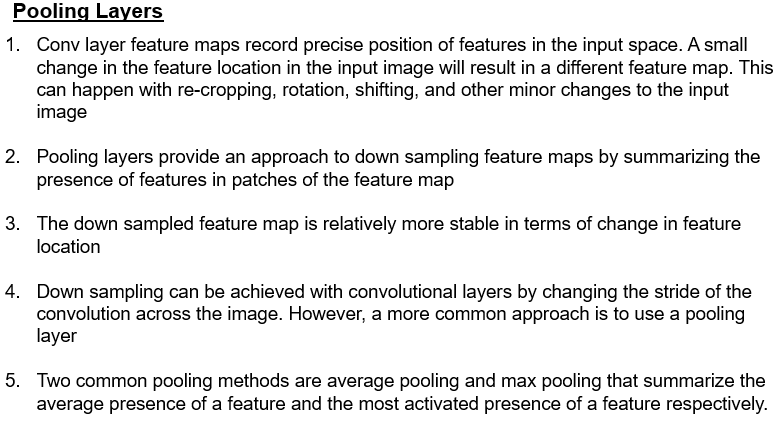 Pooling Layers
1. Conv layer feature maps record precise position of features in the input space. A small
change in the feature location in the input image will result in a different feature map. This
can happen with re-cropping, rotation, shifting, and other minor changes to the input
image
2. Pooling layers provide an approach to down sampling feature maps by summarizing the
presence of features in patches of the feature map
3. The down sampled feature map is relatively more stable in terms of change in feature
location
4. Down sampling can be achieved with convolutional layers by changing the stride of the
convolution across the image. However, a more common approach is to use a pooling
layer
5. Two common pooling methods are average pooling and max pooling that summarize the
average presence of a feature and the most activated presence of a feature respectively.